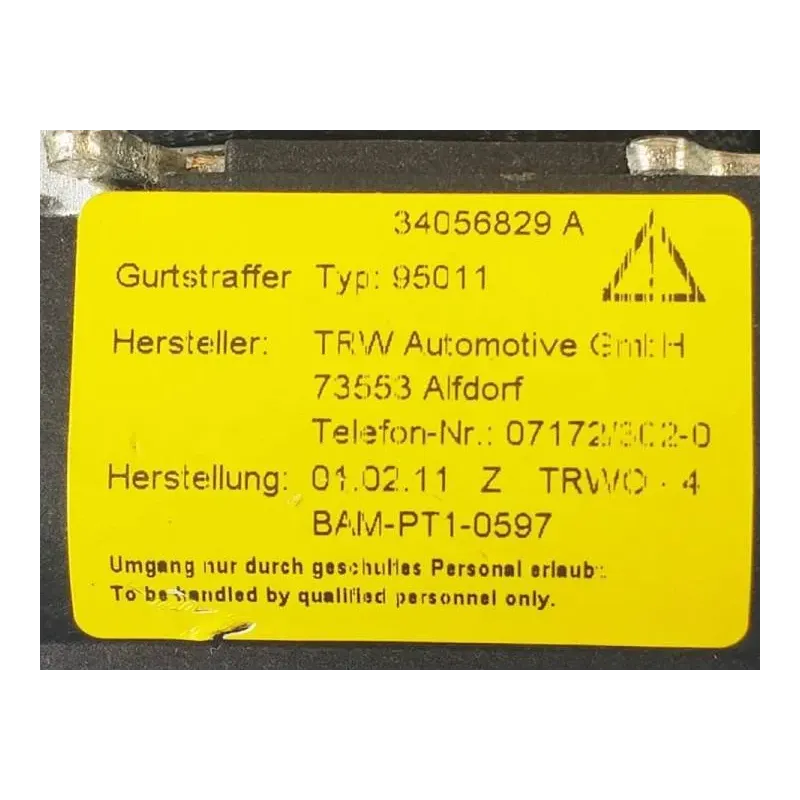 34056829 A
Gurtstraffer Typ: 95011
Hersteller: TRW Automotive GmbH
73553 Alfdorf
Telefon-Nr.: 07172/302-0
Herstellung: 01.02.11 Z TRWO - 4
BAM-PT1-0597
Umgang nur durch geschultes Personal erlaubt.
To be handled by qualified personnel only.